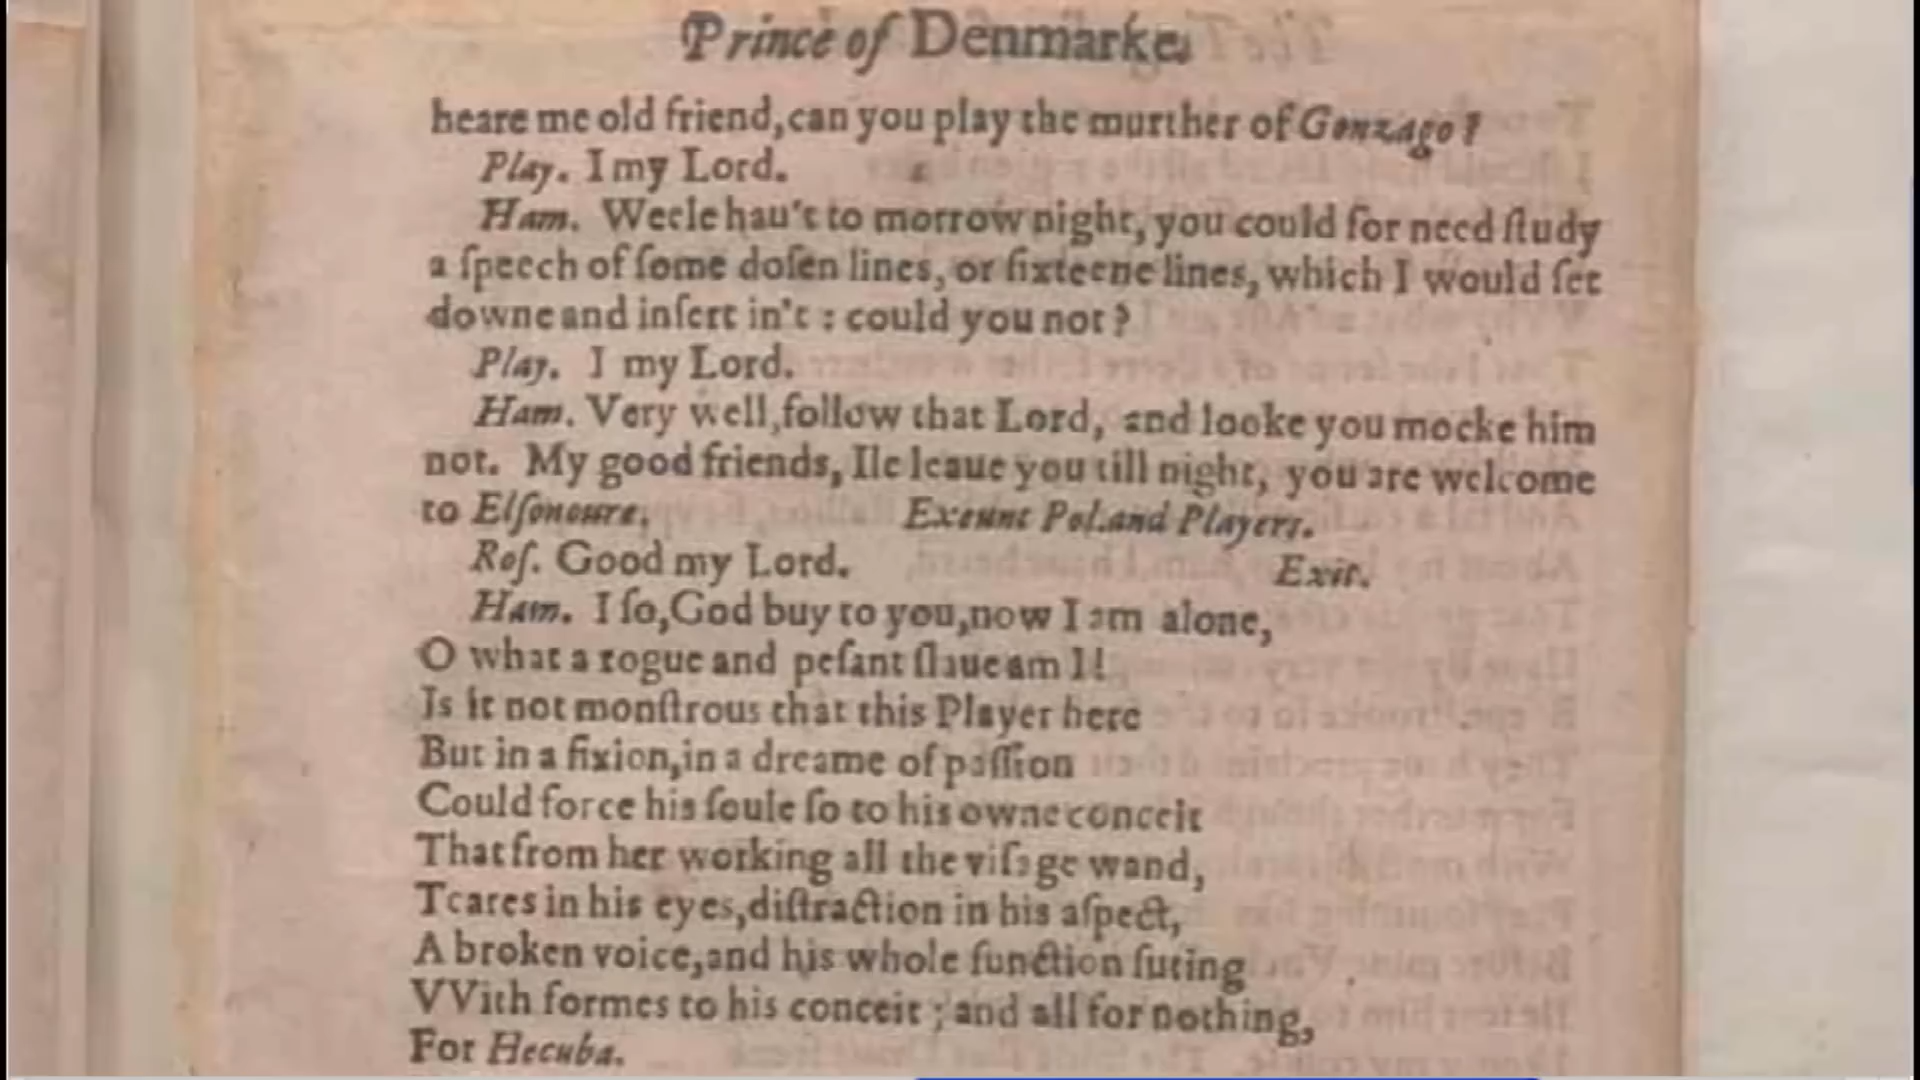 Prince of Denmarke.
heare me old friend,can you play the murther of Gonzago?
Play. I my Lord.
Ham. Weele hau't to morrow night, you could for need ſtudy
a ſpeech of ſome doſen lines, or ſixteene lines, which I would ſet
downe and inſert in't : could you not?
Play. I my Lord.
Ham. Very well,follow that Lord, and looke you mocke him
not. My good friends, Ile leaue you till night, you are welcome
to Elſonoure. Exeunt Pol.and Players.
Roſ. Good my Lord. Exit.
Ham. I ſo,God buy to you,now I am alone,
O what a rogue and peſant ſlaue am I!
Is it not monſtrous that this Player here
But in a fixion,in a dreame of paſſion
Could force his ſoule ſo to his owne conceit
That from her working all the viſage wand,
Teares in his eyes,diſtraction in his aſpect,
A broken voice,and his whole function ſuting
VVith formes to his conceit ; and all for nothing,
For Hecuba.